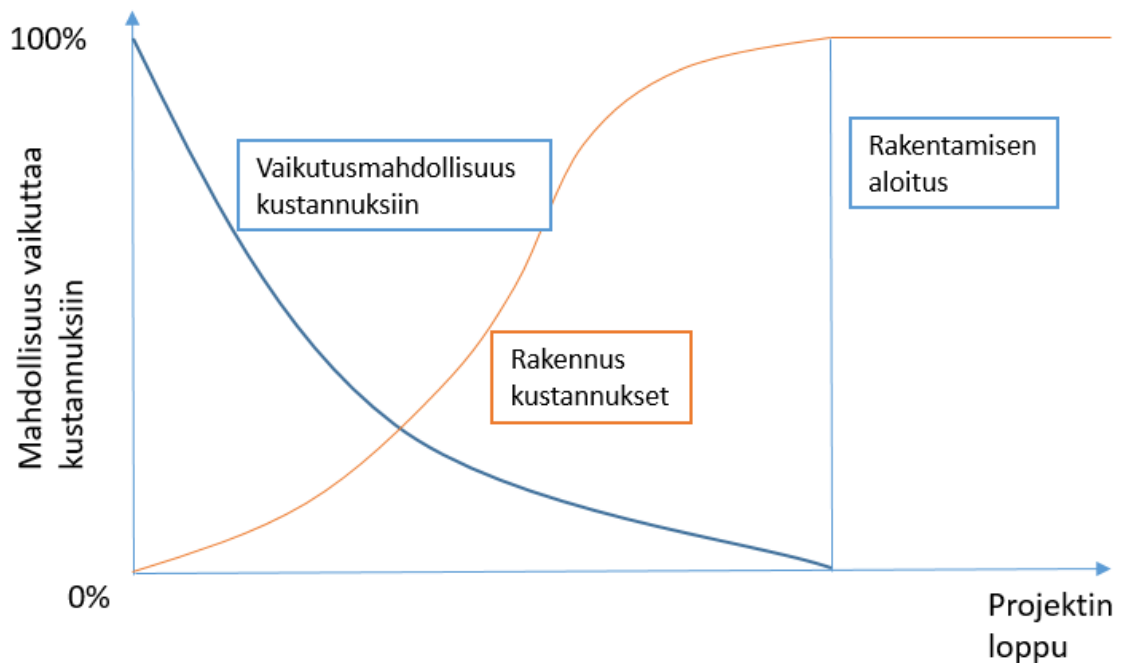 100%
Mahdollisuus vaikuttaa
kustannuksiin
Vaikutusmahdollisuus
kustannuksiin
Rakentamisen
aloitus
Rakennus
kustannukset
0%
Projektin
loppu